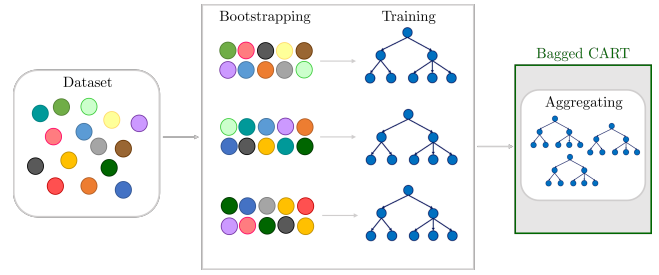 Dataset
Bootstrapping
Training
Bagged CART
Aggregating